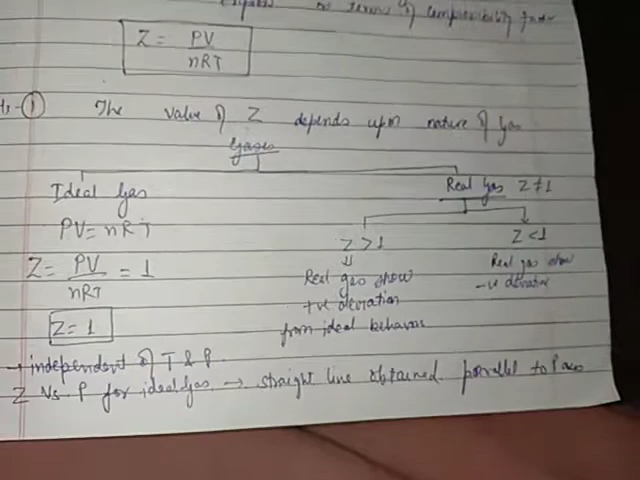 in terms of compressibility factor
Z = PV
nRT
(1) The value of Z depends upon nature of gas
Gases
Ideal Gas
Real Gas Z ≠ 1
PV = nRT
Z > 1
Z < 1
Z = PV = 1
nRT
⇓
Real gas show
+ve deviation
from ideal behaviour
Real gas show
-ve deviation
Z = 1
→ independent of T & P.
Z Vs. P for ideal gas → straight line obtained parallel to P axis